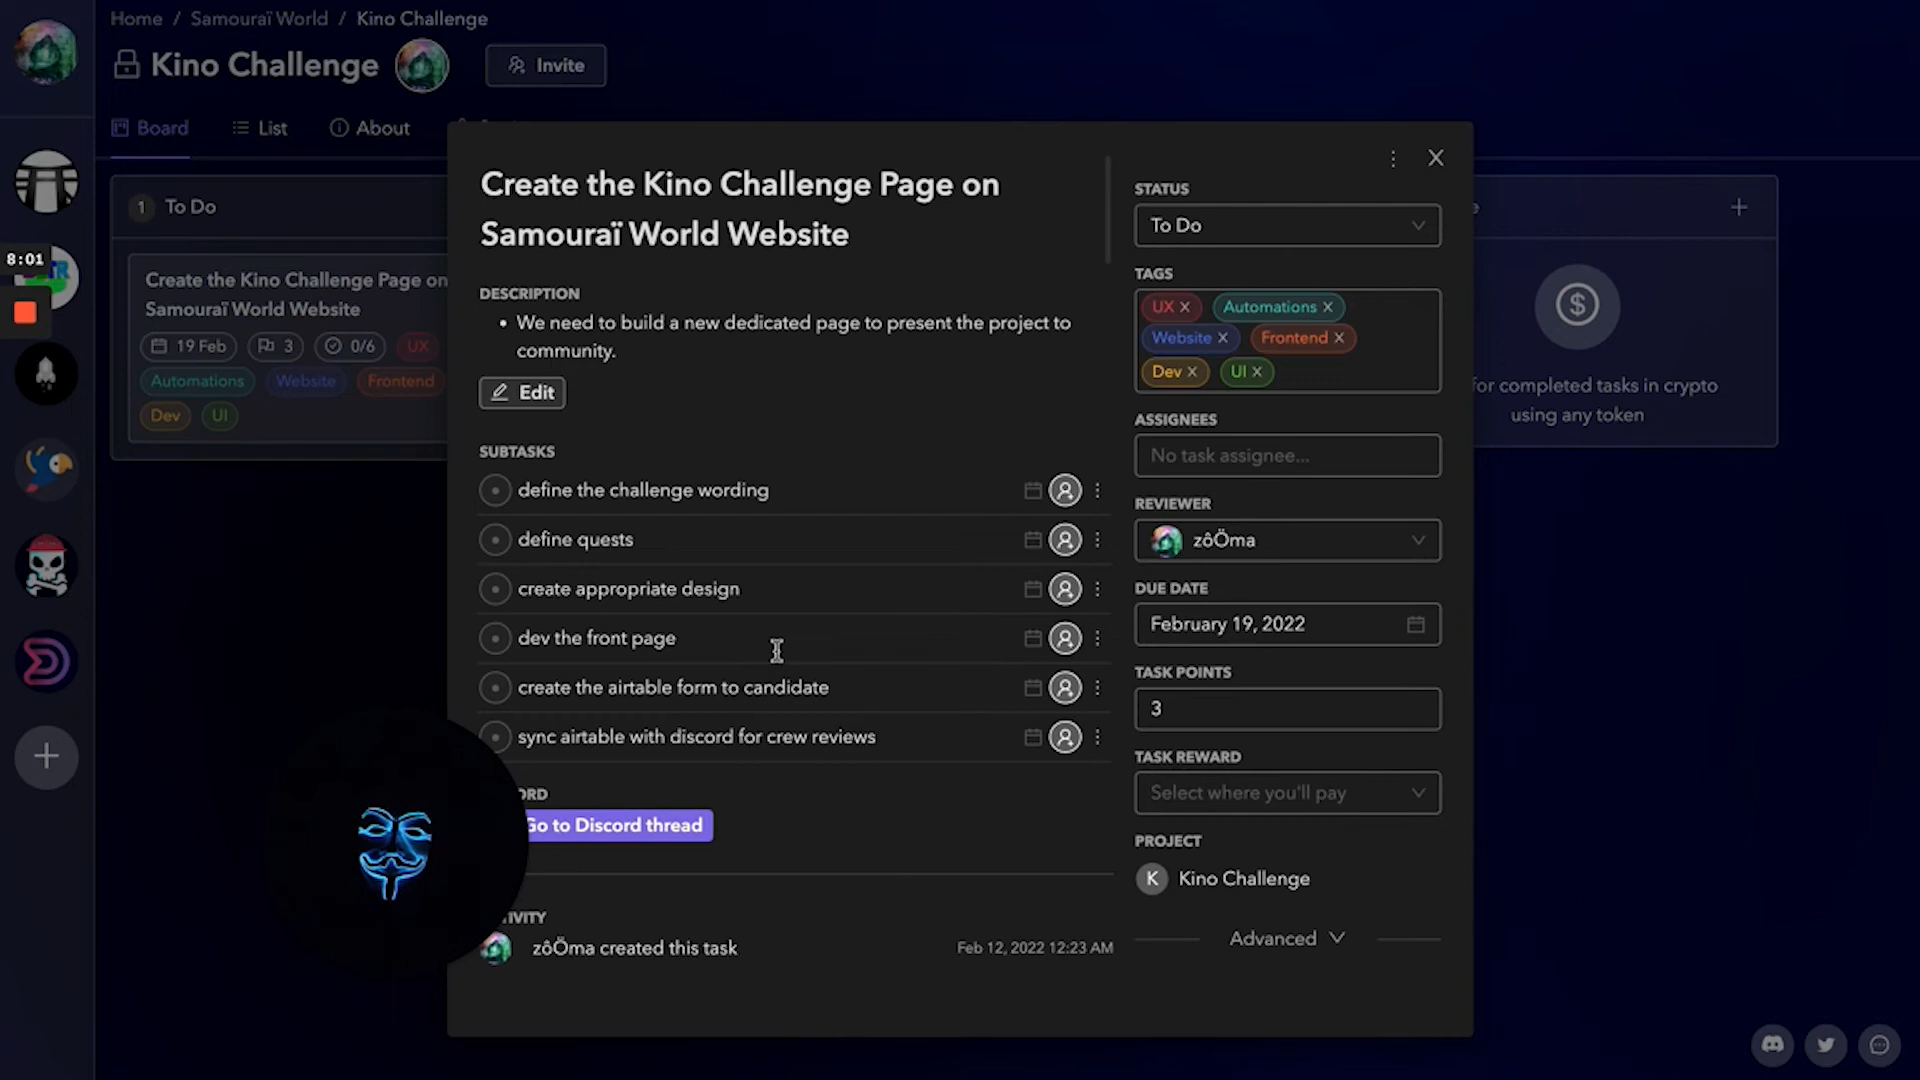 Home / Samouraï World / Kino Challenge
Kino Challenge
Invite
Board
List
About
8:01
1 To Do
Create the Kino Challenge Page on
Samouraï World Website
19 Feb
3
0/6
UX
Automations
Website
Frontend
Dev
UI
Create the Kino Challenge Page on
Samouraï World Website
DESCRIPTION
• We need to build a new dedicated page to present the project to
community.
Edit
SUBTASKS
define the challenge wording
define quests
create appropriate design
dev the front page
create the airtable form to candidate
sync airtable with discord for crew reviews
ORD
Go to Discord thread
IVITY
zôÖma created this task
Feb 12, 2022 12:23 AM
STATUS
To Do
TAGS
UX
Automations
Website
Frontend
Dev
UI
ASSIGNEES
No task assignee...
REVIEWER
zôÖma
DUE DATE
February 19, 2022
TASK POINTS
3
TASK REWARD
Select where you'll pay
PROJECT
K Kino Challenge
Advanced
for completed tasks in crypto
using any token